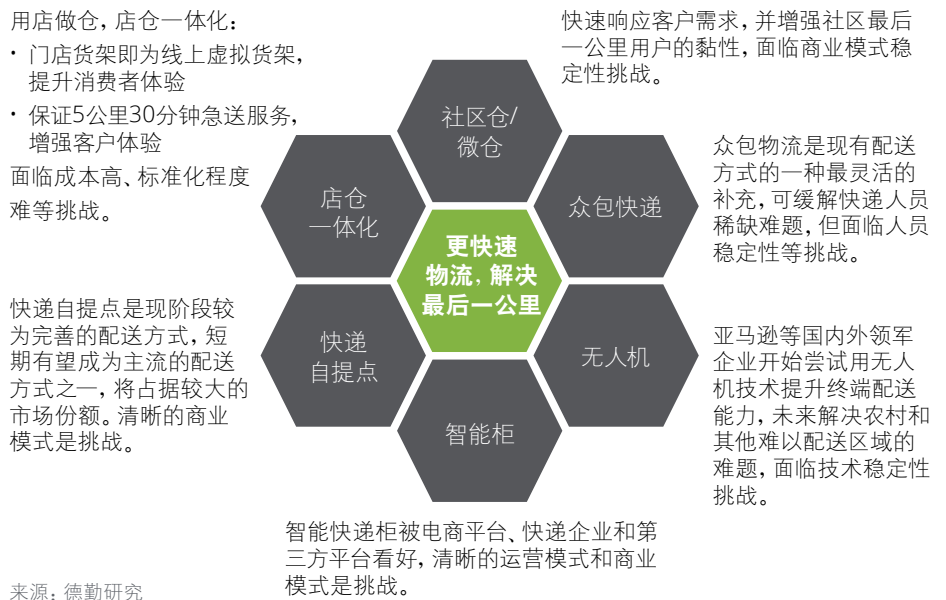 用店做仓，店仓一体化：
• 门店货架即为线上虚拟货架，
提升消费者体验
• 保证5公里30分钟急送服务，
增强客户体验
面临成本高、标准化程度
难等挑战。
快速响应客户需求，并增强社区最后
一公里用户的黏性，面临商业模式稳
定性挑战。
社区仓/
微仓
众包物流是现有配送
方式的一种最灵活的
补充，可缓解快递人员
稀缺难题，但面临人员
稳定性等挑战。
店仓
一体化
众包快递
更快速
物流，解决
最后一公里
快递自提点是现阶段较
为完善的配送方式，短
期有望成为主流的配送
方式之一，将占据较大的
市场份额。清晰的商业
模式是挑战。
快递
自提点
无人机
亚马逊等国内外领军
企业开始尝试用无人
机技术提升终端配送
能力，未来解决农村和
其他难以配送区域的
难题，面临技术稳定性
挑战。
智能柜
智能快递柜被电商平台、快递企业和第
三方平台看好，清晰的运营模式和商业
模式是挑战。
来源：德勤研究